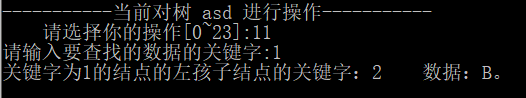 -----------当前对树 asd 进行操作-----------
请选择你的操作[0~23]:11
请输入要查找的数据的关键字:1
关键字为1的结点的左孩子结点的关键字：2    数据：B。